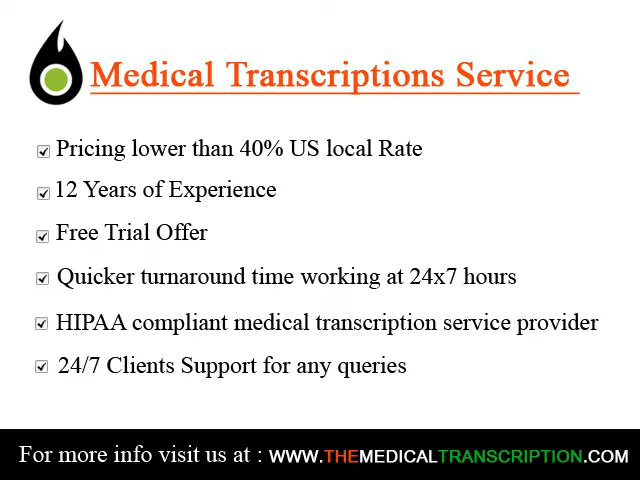 Medical Transcriptions Service
Pricing lower than 40% US local Rate
12 Years of Experience
Free Trial Offer
Quicker turnaround time working at 24x7 hours
HIPAA compliant medical transcription service provider
24/7 Clients Support for any queries
For more info visit us at : WWW.THEMEDICALTRANSCRIPTION.COM